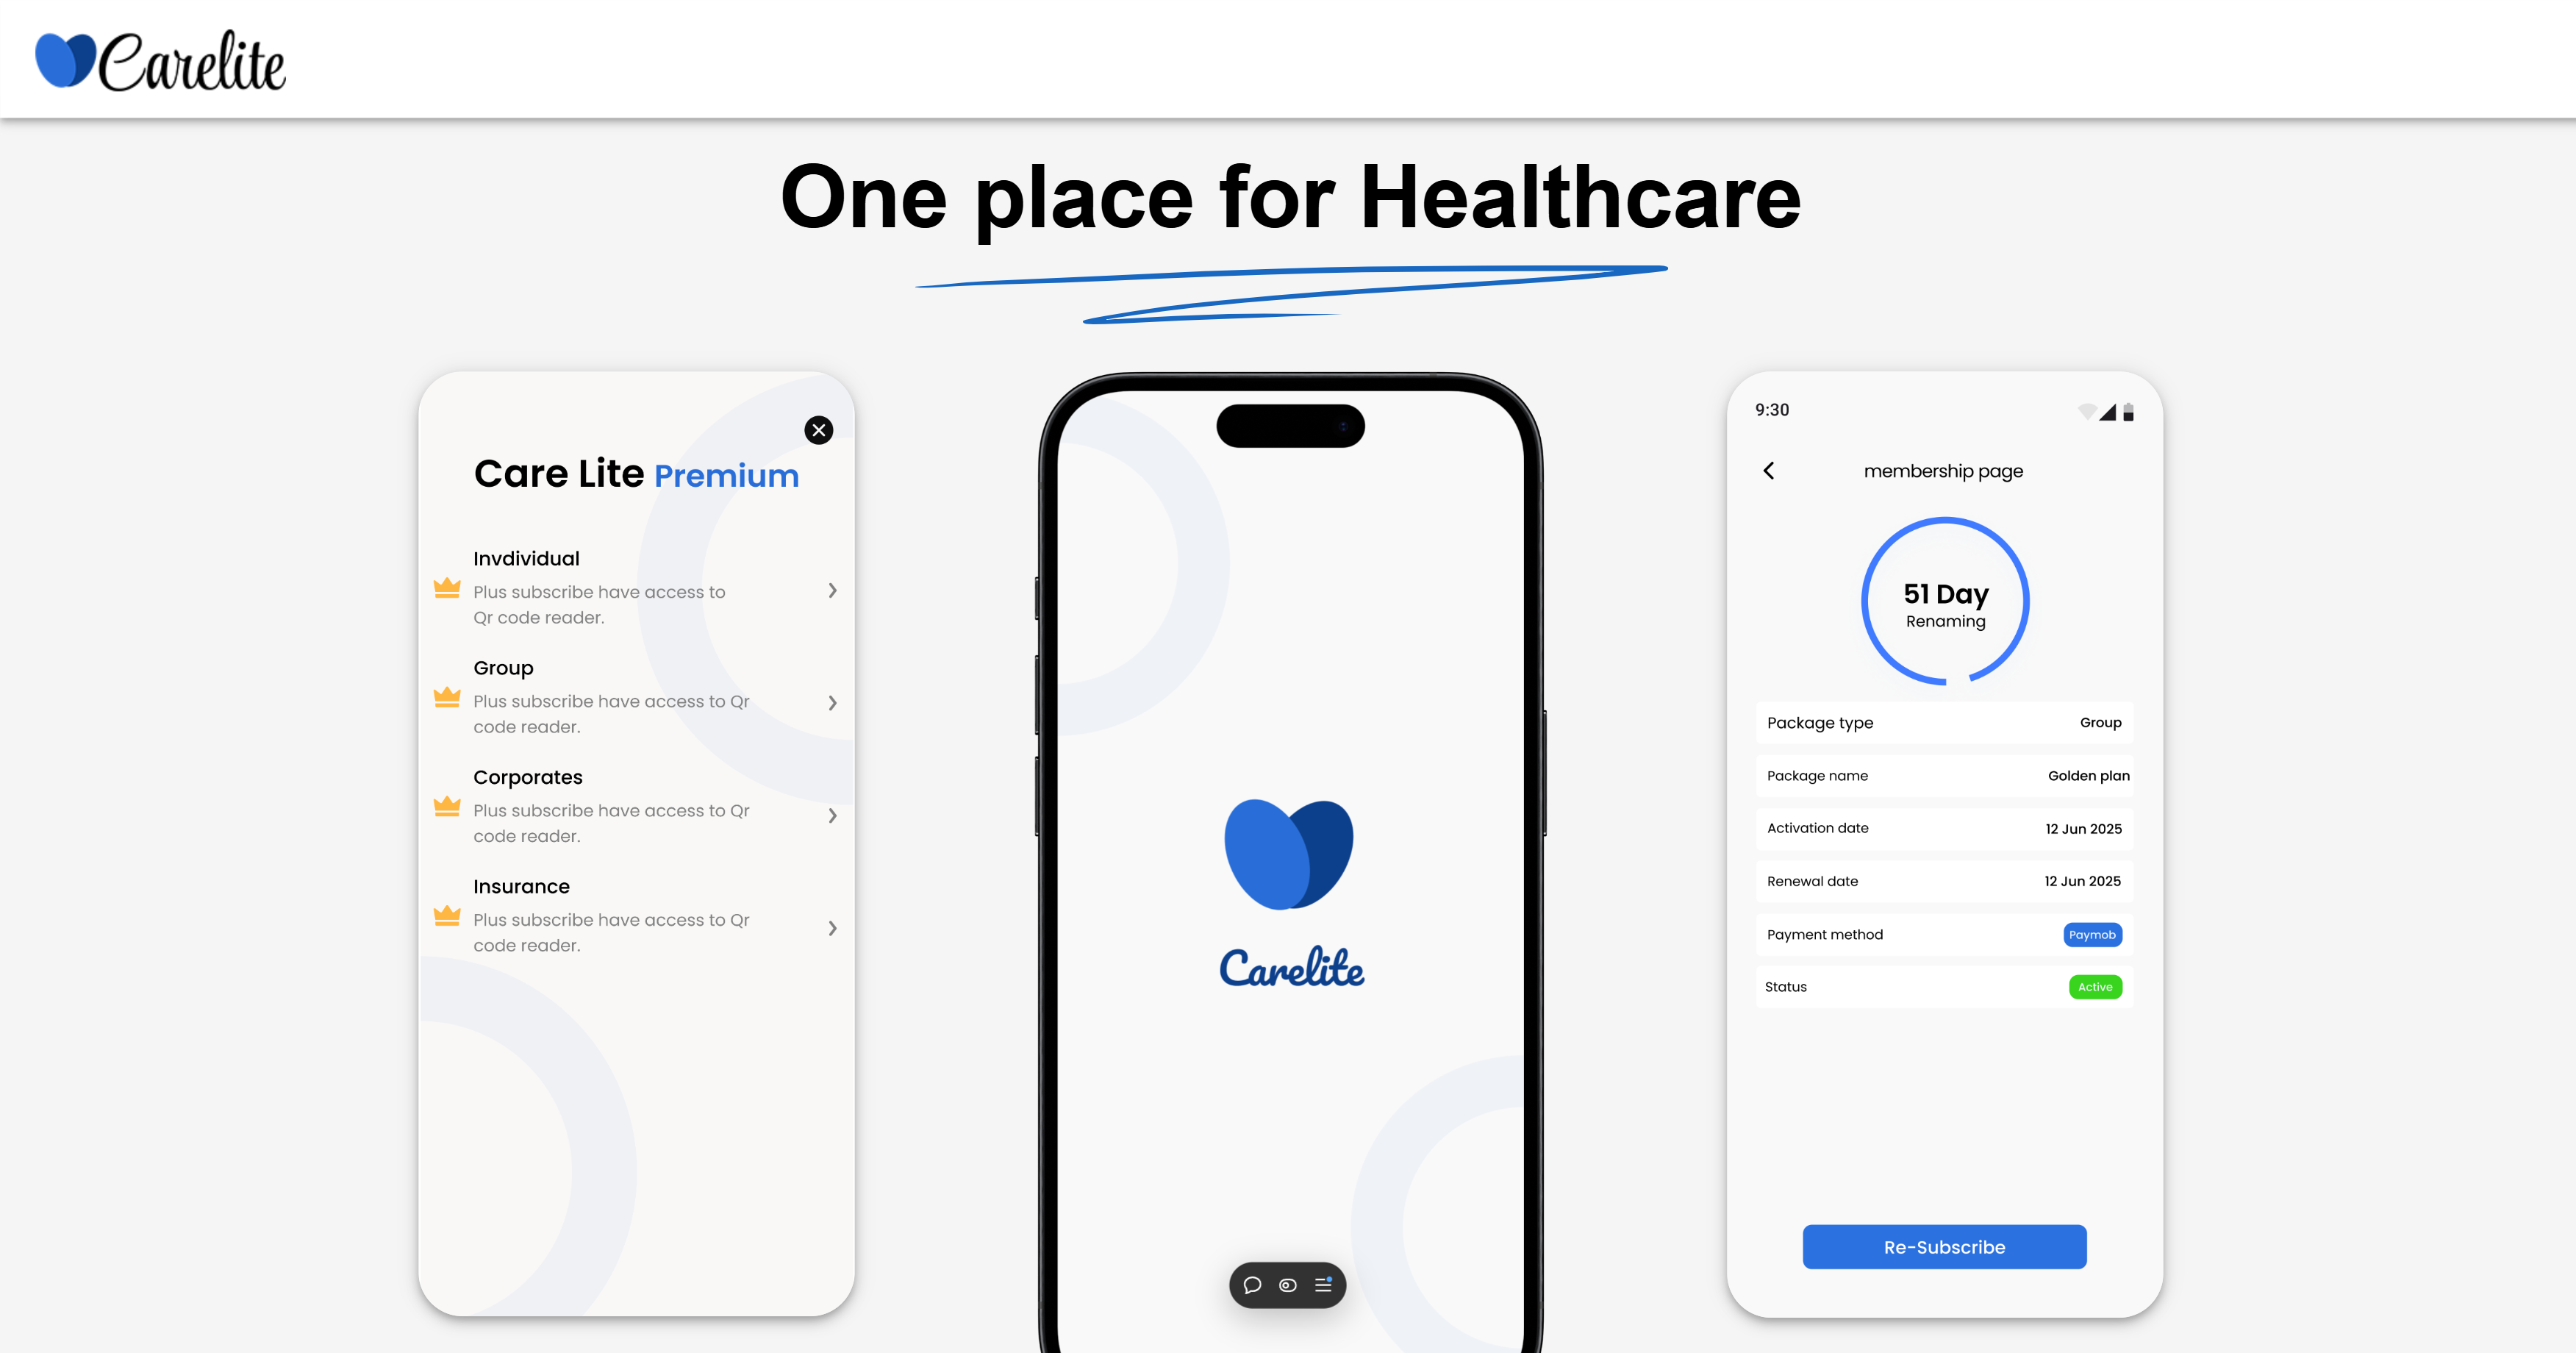 Carelite
One place for Healthcare
Care Lite Premium
Invdividual
Plus subscribe have access to
Qr code reader.
Group
Plus subscribe have access to Qr
code reader.
Corporates
Plus subscribe have access to Qr
code reader.
Insurance
Plus subscribe have access to Qr
code reader.
Carelite
9:30
membership page
51 Day
Renaming
Package type Group
Package name Golden plan
Activation date 12 Jun 2025
Renewal date 12 Jun 2025
Payment method Paymob
Status Active
Re-Subscribe